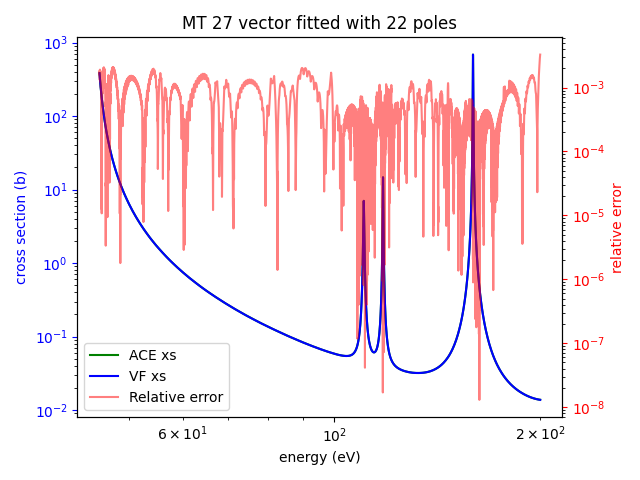 MT 27 vector fitted with 22 poles
cross section (b)
10³
10²
10¹
10⁰
10⁻¹
10⁻²
10⁻³
10⁻⁴
10⁻⁵
10⁻⁶
10⁻⁷
10⁻⁸
relative error
ACE xs
VF xs
Relative error
6 × 10¹
10²
2 × 10²
energy (eV)